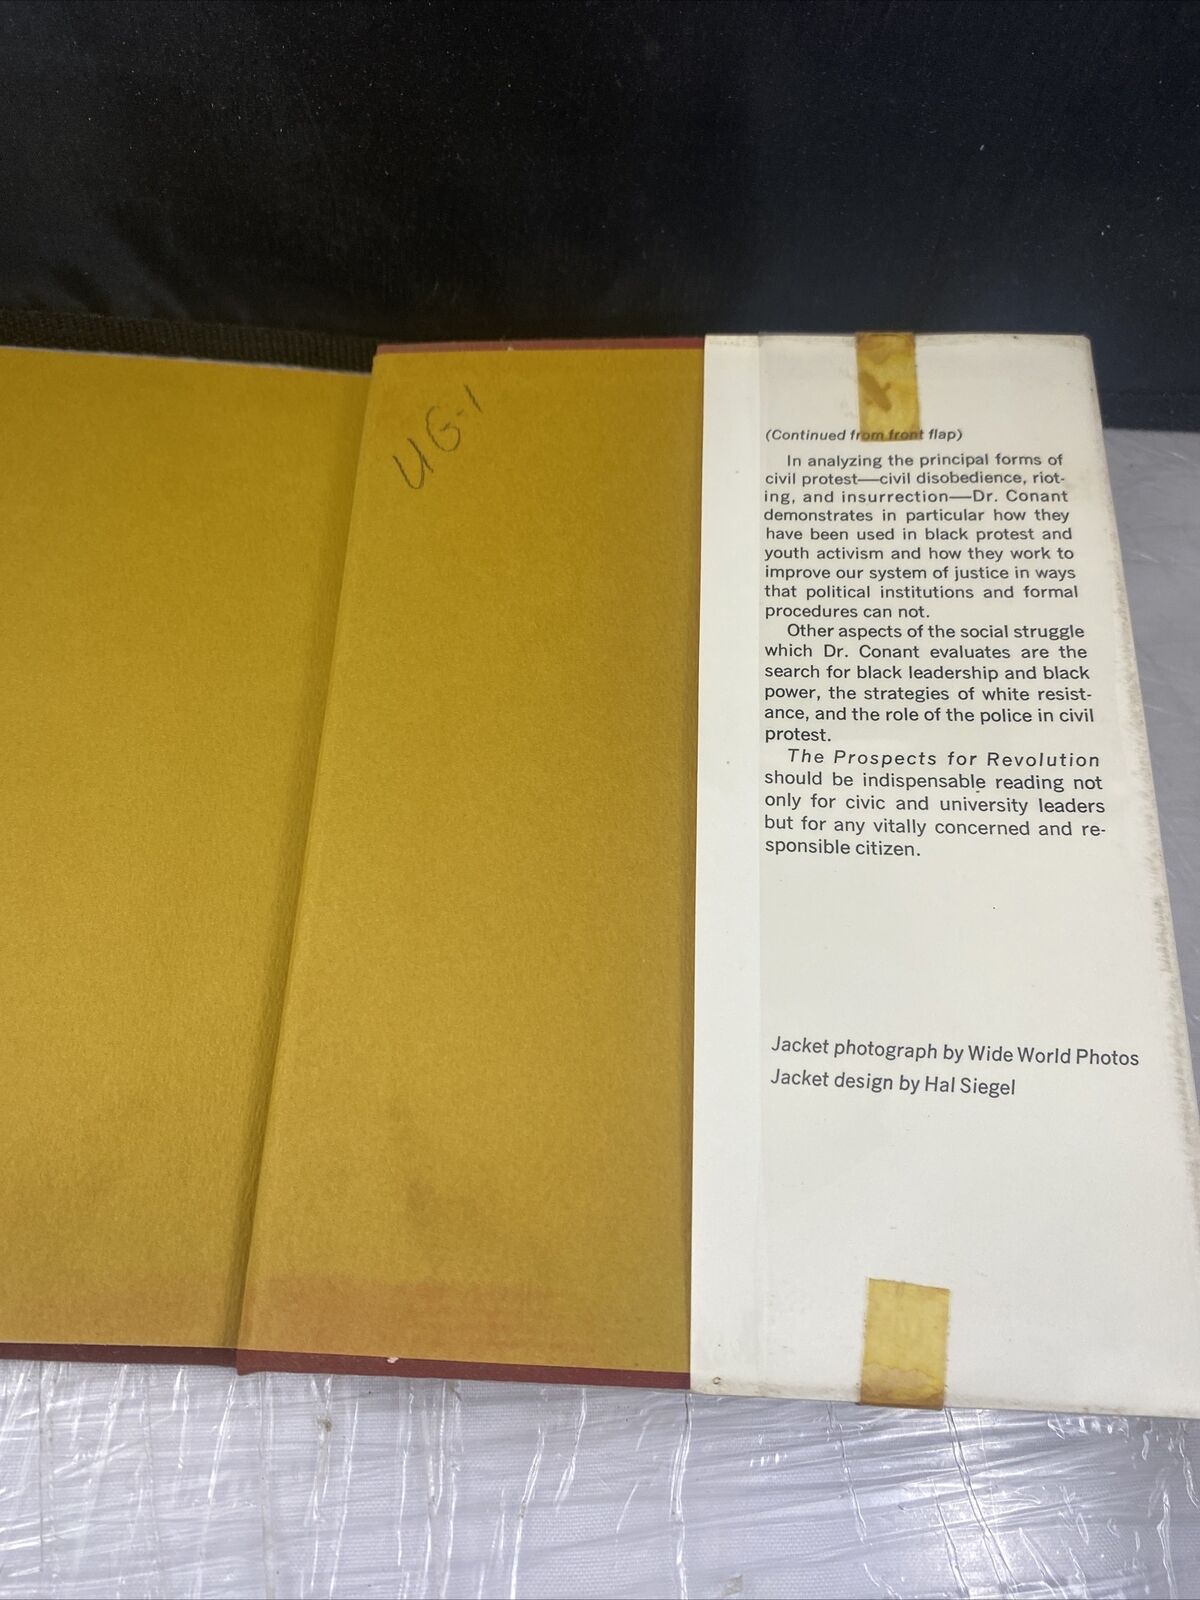 UG-1
(Continued from front flap)
In analyzing the principal forms of
civil protest—civil disobedience, riot-
ing, and insurrection—Dr. Conant
demonstrates in particular how they
have been used in black protest and
youth activism and how they work to
improve our system of justice in ways
that political institutions and formal
procedures can not.
Other aspects of the social struggle
which Dr. Conant evaluates are the
search for black leadership and black
power, the strategies of white resist-
ance, and the role of the police in civil
protest.
The Prospects for Revolution
should be indispensable reading not
only for civic and university leaders
but for any vitally concerned and re-
sponsible citizen.
Jacket photograph by Wide World Photos
Jacket design by Hal Siegel